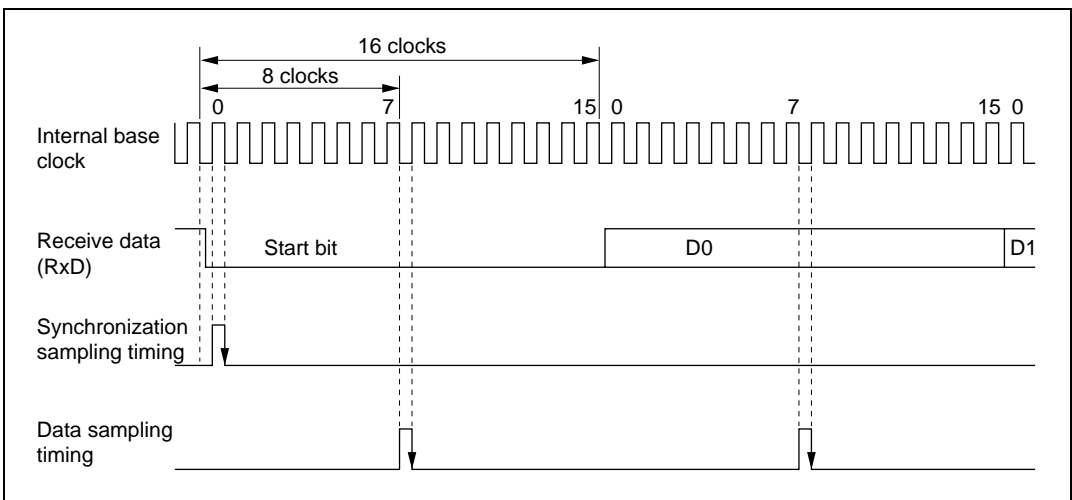 16 clocks
8 clocks
0 7 15 0 7 15 0
Internal base
clock
Receive data
(RxD)
Start bit D0 D1
Synchronization
sampling timing
Data sampling
timing